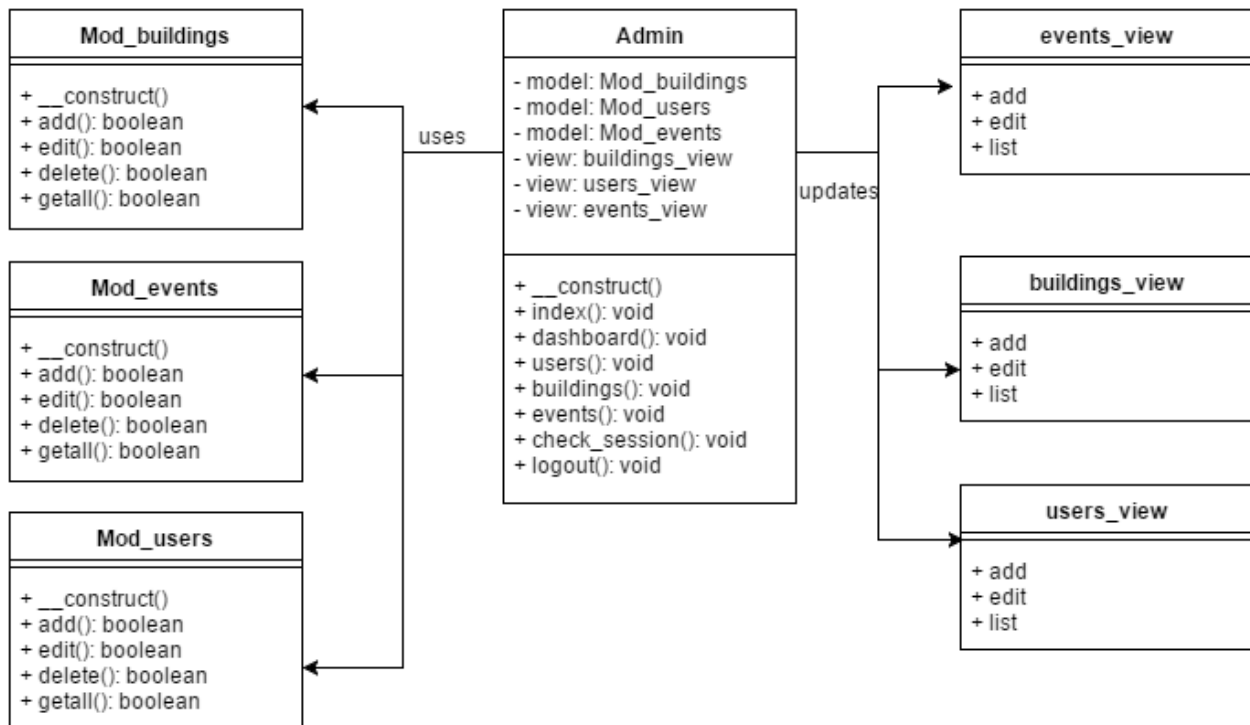 Mod_buildings
+ __construct()
+ add(): boolean
+ edit(): boolean
+ delete(): boolean
+ getall(): boolean
Mod_events
+ __construct()
+ add(): boolean
+ edit(): boolean
+ delete(): boolean
+ getall(): boolean
Mod_users
+ __construct()
+ add(): boolean
+ edit(): boolean
+ delete(): boolean
+ getall(): boolean
uses
Admin
- model: Mod_buildings
- model: Mod_users
- model: Mod_events
- view: buildings_view
- view: users_view
- view: events_view
+ __construct()
+ index(): void
+ dashboard(): void
+ users(): void
+ buildings(): void
+ events(): void
+ check_session(): void
+ logout(): void
updates
events_view
+ add
+ edit
+ list
buildings_view
+ add
+ edit
+ list
users_view
+ add
+ edit
+ list